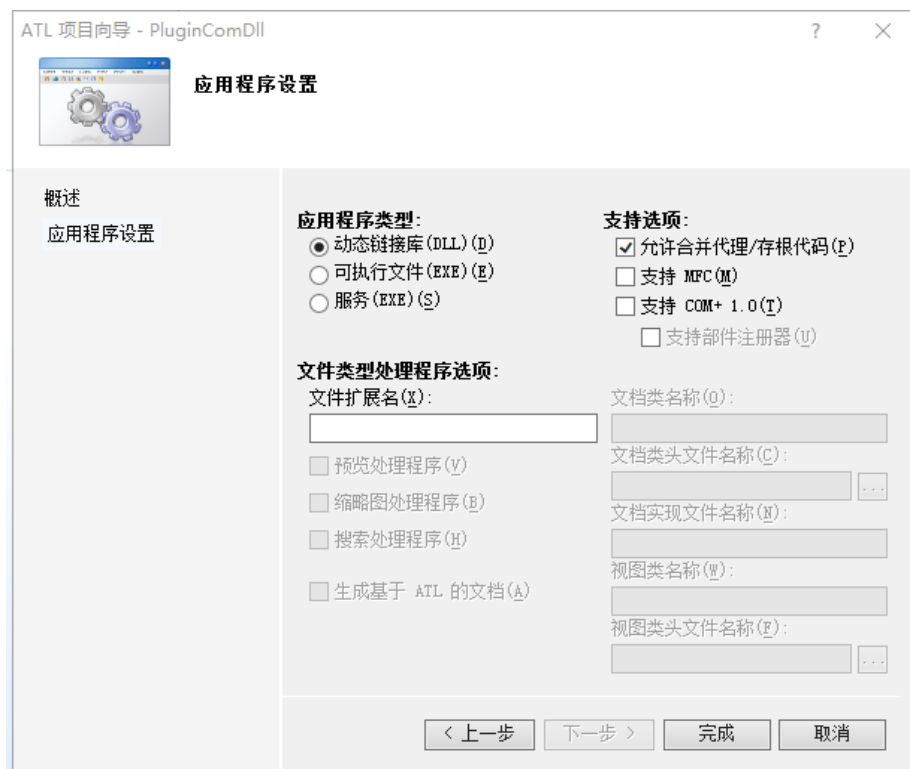 ATL 项目向导 - PluginComDll
?
应用程序设置
概述
应用程序设置
应用程序类型:
动态链接库(DLL)(D)
可执行文件(EXE)(E)
服务(EXE)(S)
支持选项:
允许合并代理/存根代码(P)
支持 MFC(M)
支持 COM+ 1.0(T)
支持部件注册器(U)
文件类型处理程序选项:
文件扩展名(X):
预览处理程序(V)
缩略图处理程序(B)
搜索处理程序(H)
生成基于 ATL 的文档(A)
文档类名称(O):
文档类头文件名称(C):
...
文档实现文件名称(N):
视图类名称(W):
视图类头文件名称(F):
...
< 上一步
下一步 >
完成
取消